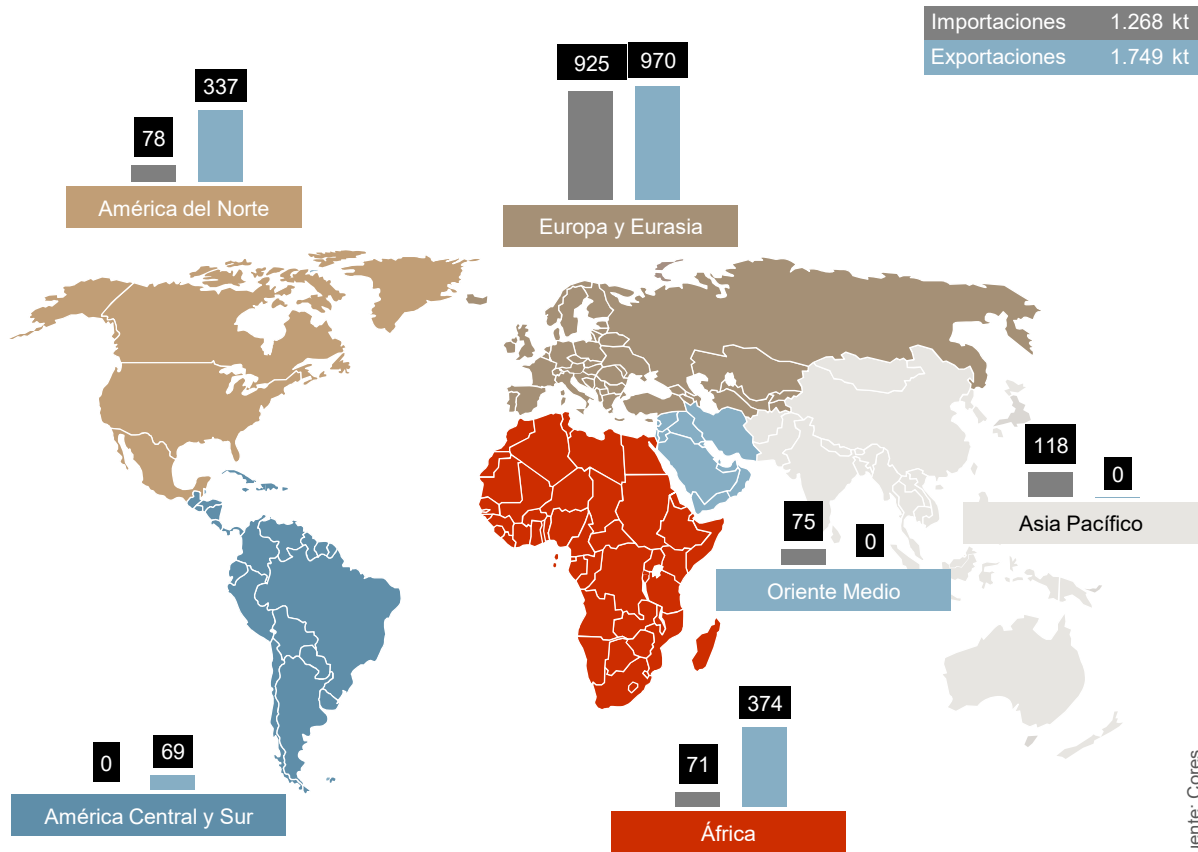 Importaciones 1.268 kt
Exportaciones 1.749 kt
925 970
337
78
América del Norte
Europa y Eurasia
118
0
Asia Pacífico
75
0
Oriente Medio
374
71
África
69
0
América Central y Sur
Cores